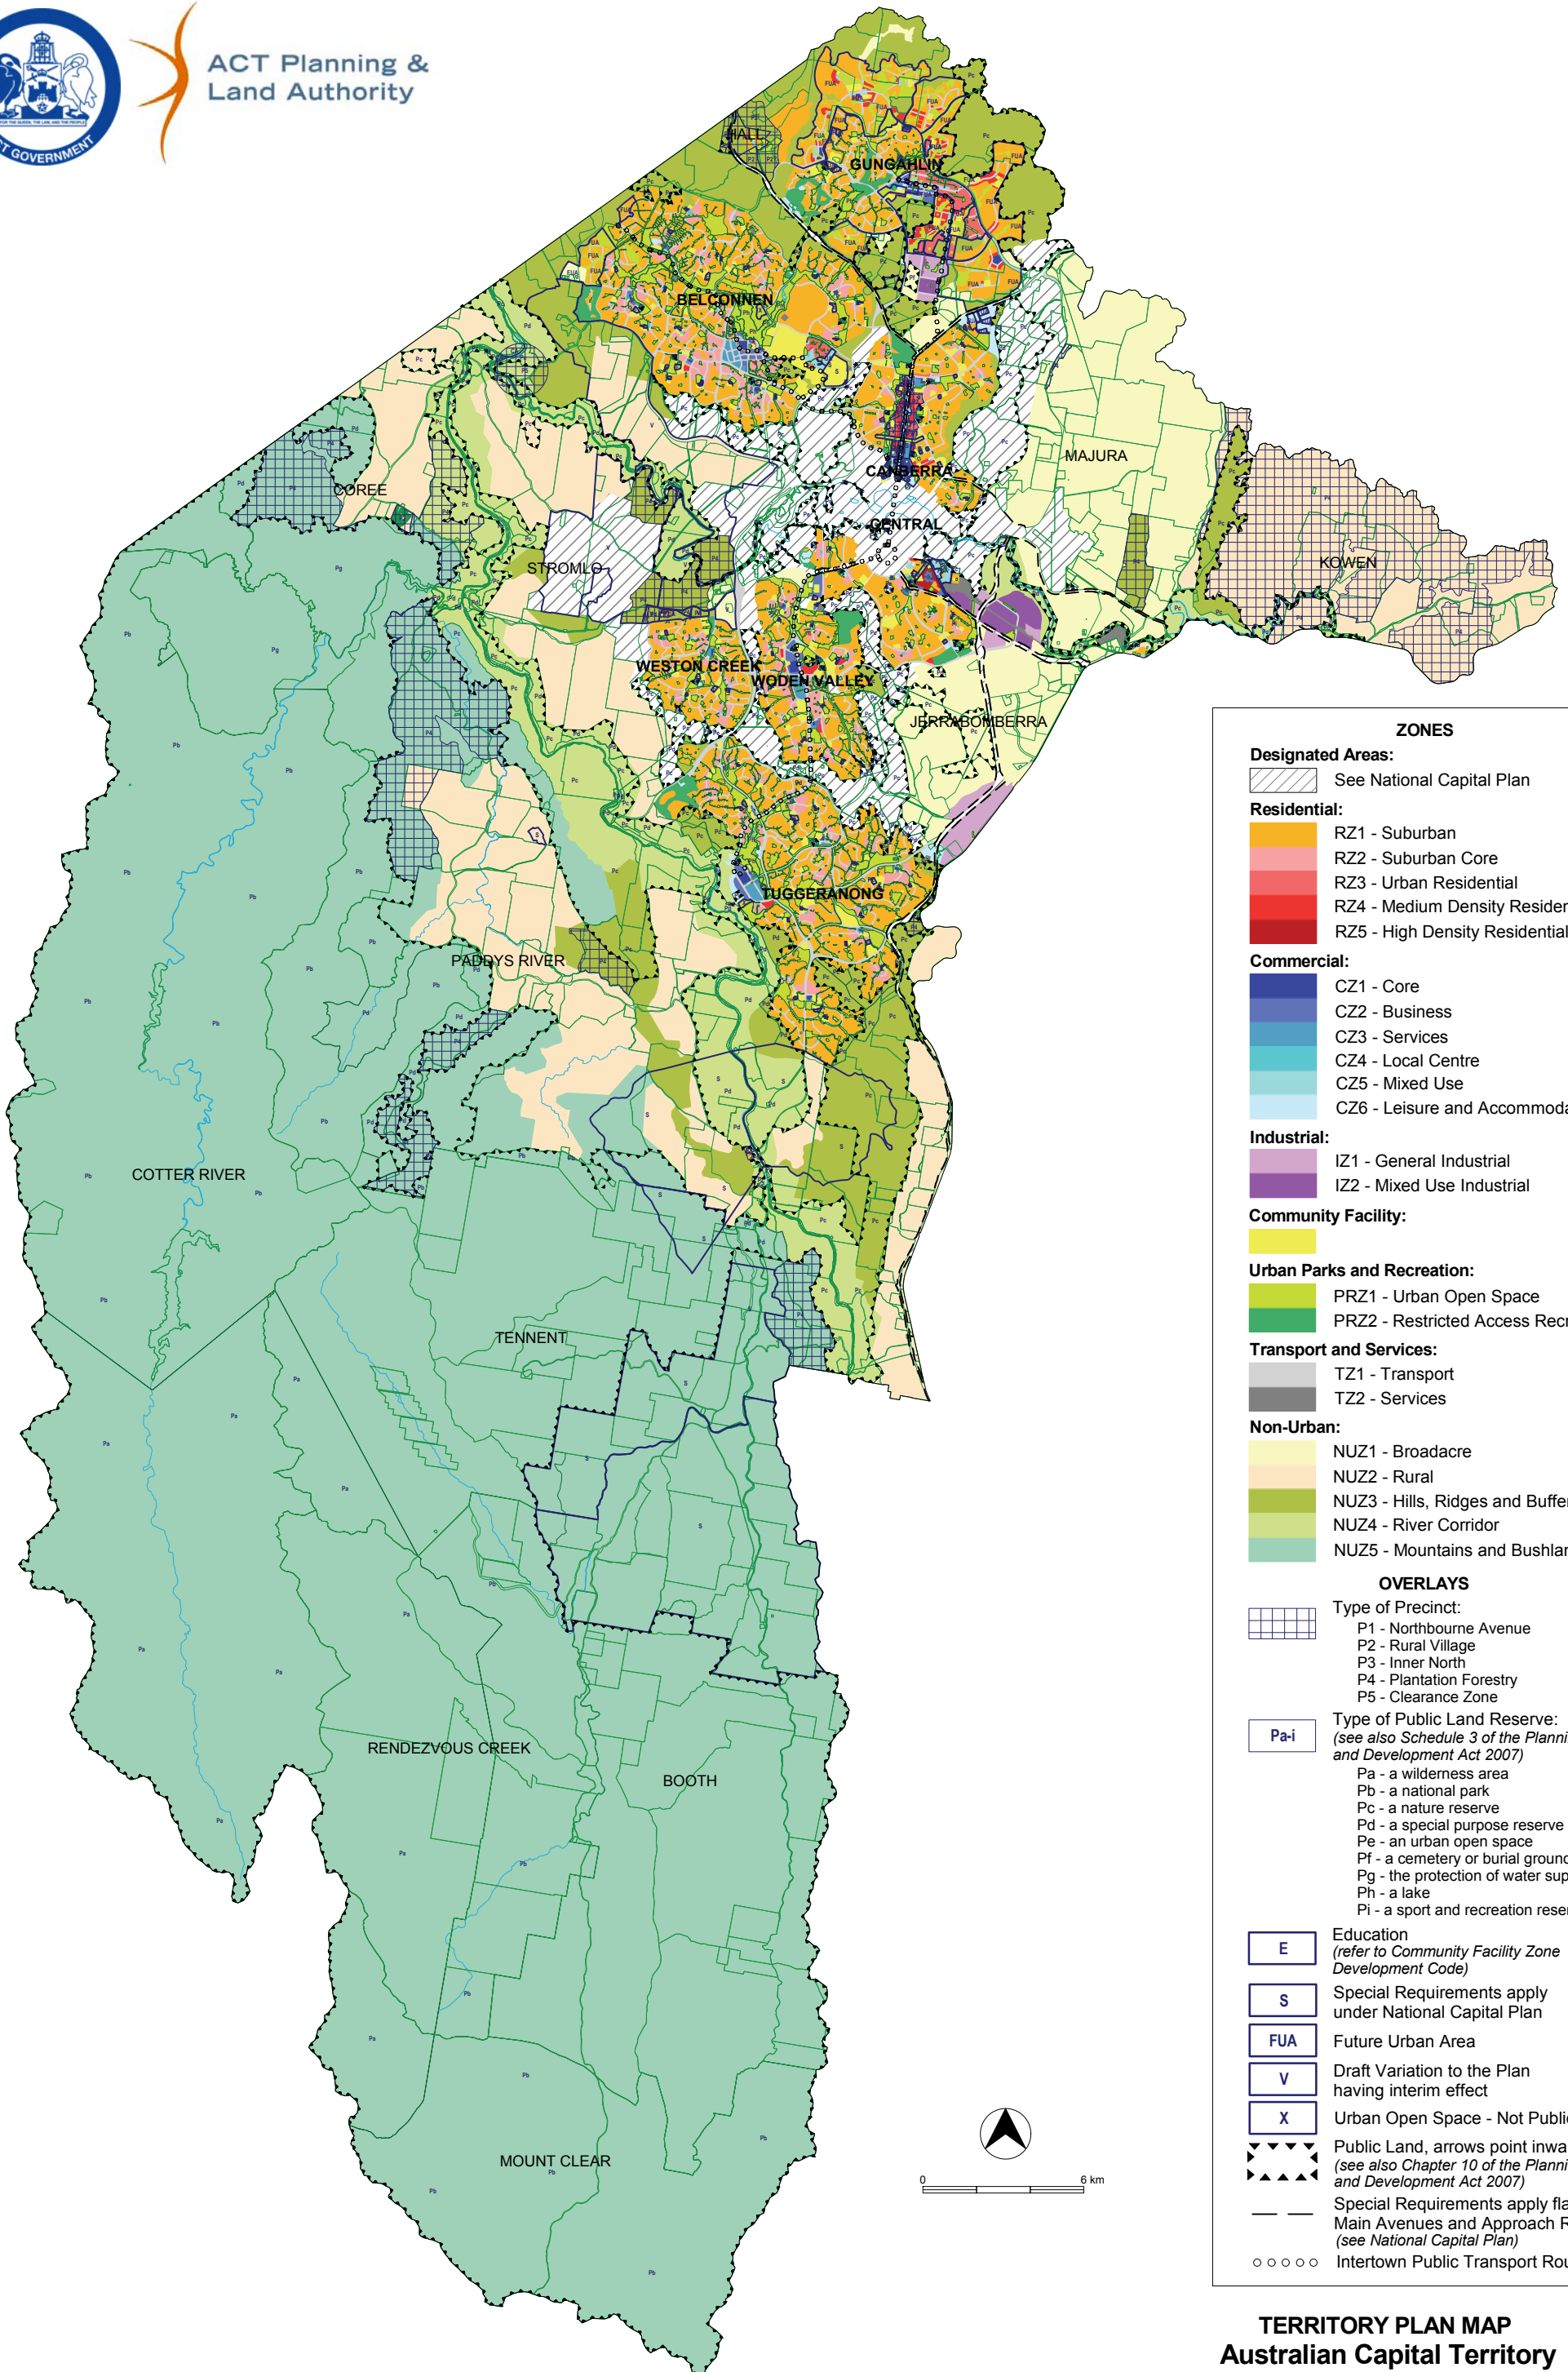 FOR THE QUEEN, THE LAW, AND THE PEOPLE
CT GOVERNMENT
ACT Planning &
Land Authority
HALL
GUNGAHLIN
BELCONNEN
MAJURA
CANBERRA
COREE
CENTRAL
STROMLO
KOWEN
WESTON CREEK
WODEN VALLEY
JERRABOMBERRA
TUGGERANONG
PADDYS RIVER
COTTER RIVER
TENNENT
RENDEZVOUS CREEK
BOOTH
MOUNT CLEAR
0 6 km
ZONES
Designated Areas:
See National Capital Plan
Residential:
RZ1 - Suburban
RZ2 - Suburban Core
RZ3 - Urban Residential
RZ4 - Medium Density Residen
RZ5 - High Density Residential
Commercial:
CZ1 - Core
CZ2 - Business
CZ3 - Services
CZ4 - Local Centre
CZ5 - Mixed Use
CZ6 - Leisure and Accommoda
Industrial:
IZ1 - General Industrial
IZ2 - Mixed Use Industrial
Community Facility:
Urban Parks and Recreation:
PRZ1 - Urban Open Space
PRZ2 - Restricted Access Recr
Transport and Services:
TZ1 - Transport
TZ2 - Services
Non-Urban:
NUZ1 - Broadacre
NUZ2 - Rural
NUZ3 - Hills, Ridges and Buffer
NUZ4 - River Corridor
NUZ5 - Mountains and Bushlan
OVERLAYS
Type of Precinct:
P1 - Northbourne Avenue
P2 - Rural Village
P3 - Inner North
P4 - Plantation Forestry
P5 - Clearance Zone
Pa-i
Type of Public Land Reserve:
(see also Schedule 3 of the Planni
and Development Act 2007)
Pa - a wilderness area
Pb - a national park
Pc - a nature reserve
Pd - a special purpose reserve
Pe - an urban open space
Pf - a cemetery or burial ground
Pg - the protection of water sup
Ph - a lake
Pi - a sport and recreation reser
E
Education
(refer to Community Facility Zone
Development Code)
S
Special Requirements apply
under National Capital Plan
FUA
Future Urban Area
V
Draft Variation to the Plan
having interim effect
X
Urban Open Space - Not Public
Public Land, arrows point inwa
(see also Chapter 10 of the Planni
and Development Act 2007)
Special Requirements apply fla
Main Avenues and Approach R
(see National Capital Plan)
Intertown Public Transport Rou
TERRITORY PLAN MAP
Australian Capital Territory